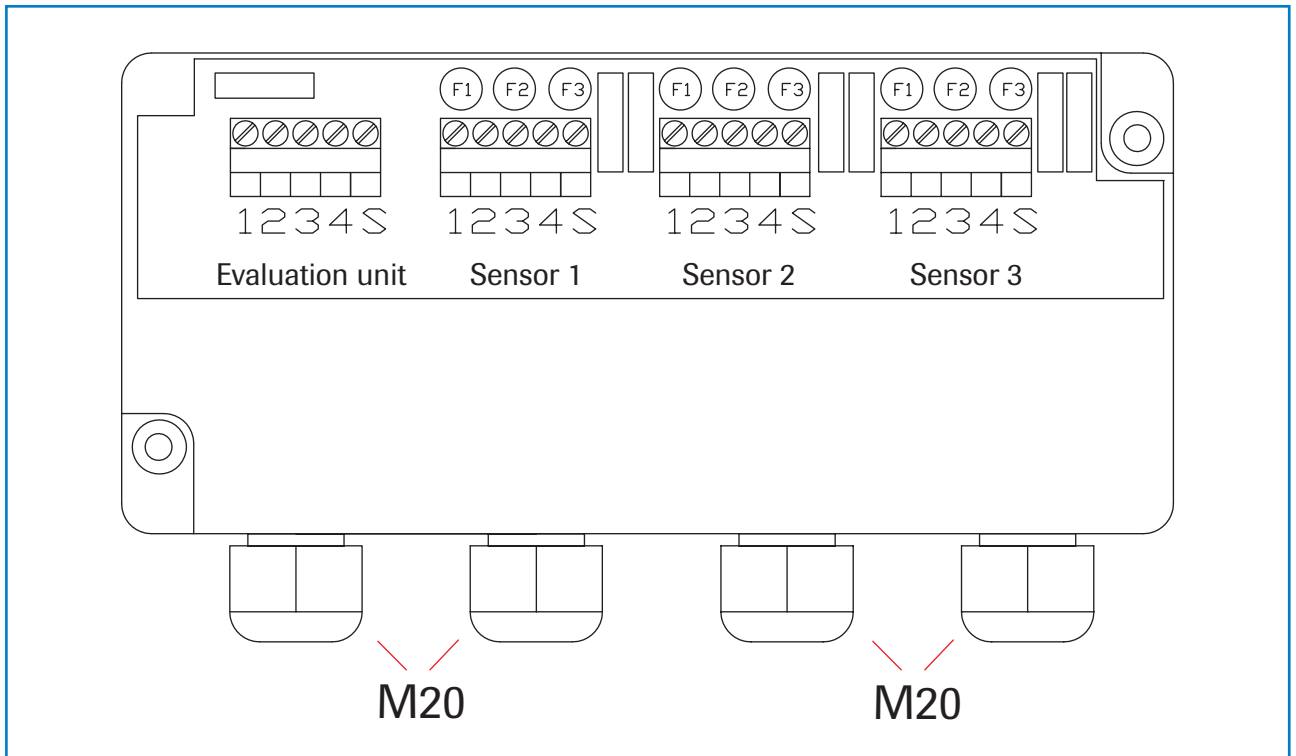 F1 F2 F3 F1 F2 F3 F1 F2 F3
1234S 1234S 1234S 1234S
Evaluation unit Sensor 1 Sensor 2 Sensor 3
M20 M20